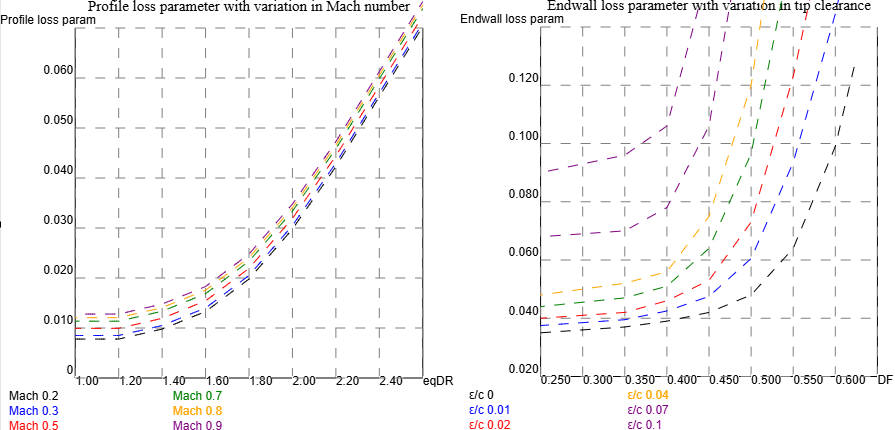 Profile loss parameter with variation in Mach number
Profile loss param
0.060
0.050
0.040
0.030
0.020
0.010
0
1.00 1.20 1.40 1.60 1.80 2.00 2.20 2.40 eqDR
Mach 0.2 Mach 0.7
Mach 0.3 Mach 0.8
Mach 0.5 Mach 0.9
Endwall loss parameter with variation in tip clearance
Endwall loss param
0.120
0.100
0.080
0.060
0.040
0.020
0.250 0.300 0.350 0.400 0.450 0.500 0.550 0.600 DF
ε/c 0 ε/c 0.04
ε/c 0.01 ε/c 0.07
ε/c 0.02 ε/c 0.1